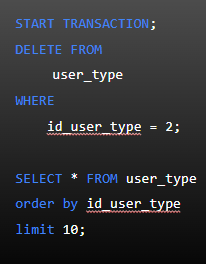 START TRANSACTION;
DELETE FROM
user_type
WHERE
id_user_type = 2;
SELECT * FROM user_type
order by id_user_type
limit 10;